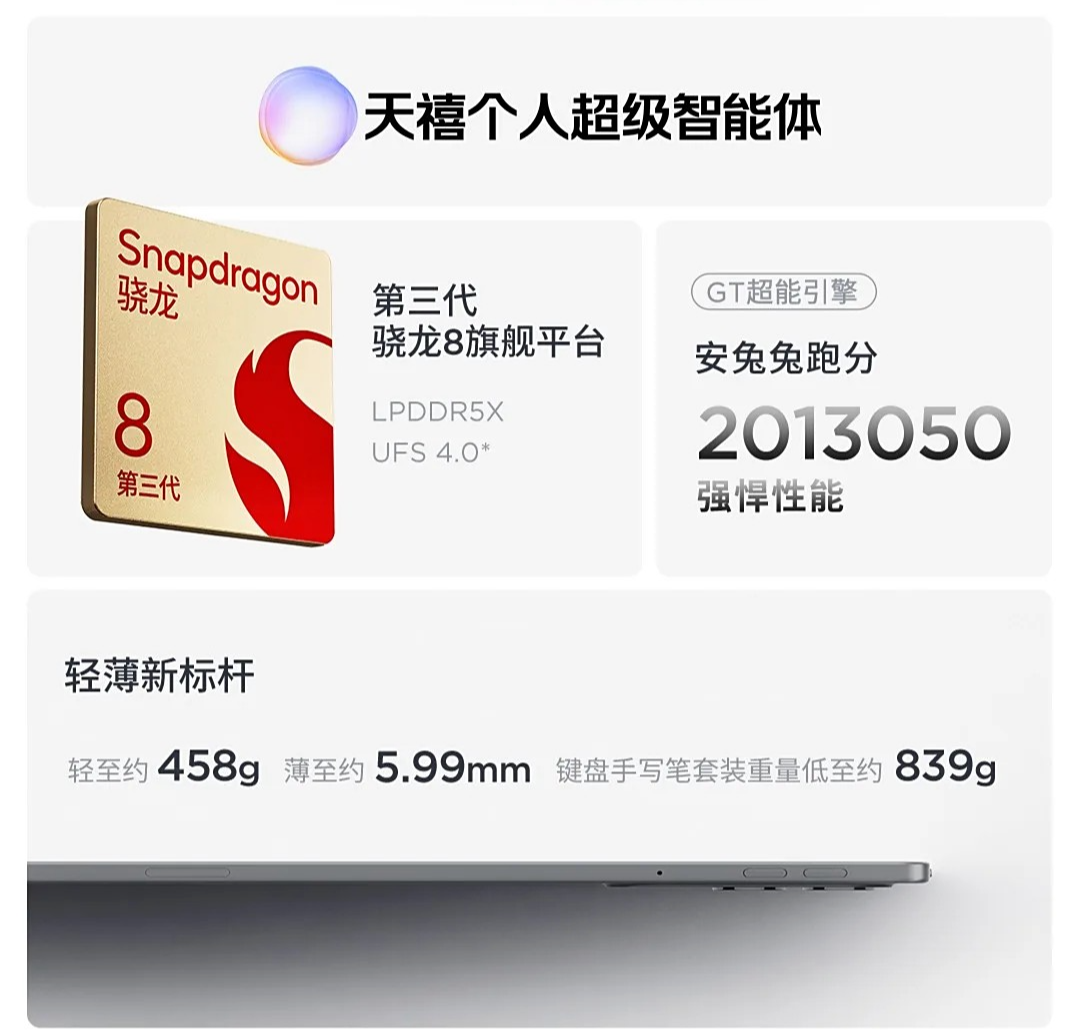 天禧个人超级智能体
Snapdragon
骁龙
8
第三代
第三代
骁龙8旗舰平台
LPDDR5X
UFS 4.0*
GT超能引擎
安兔兔跑分
2013050
强悍性能
轻薄新标杆
轻至约 458g 薄至约 5.99mm 键盘手写笔套装重量低至约 839g